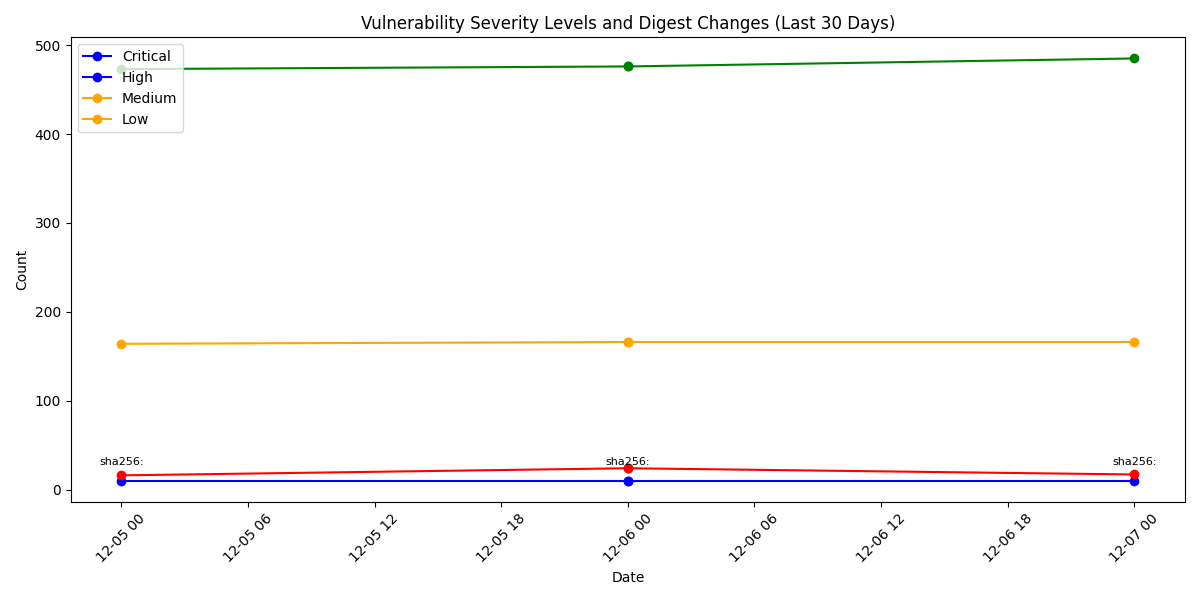 Vulnerability Severity Levels and Digest Changes (Last 30 Days)
Critical
High
Medium
Low
500
400
300
200
100
0
Count
sha256:
sha256:
sha256:
12-05 00
12-05 06
12-05 12
12-05 18
12-06 00
12-06 06
12-06 12
12-06 18
12-07 00
Date